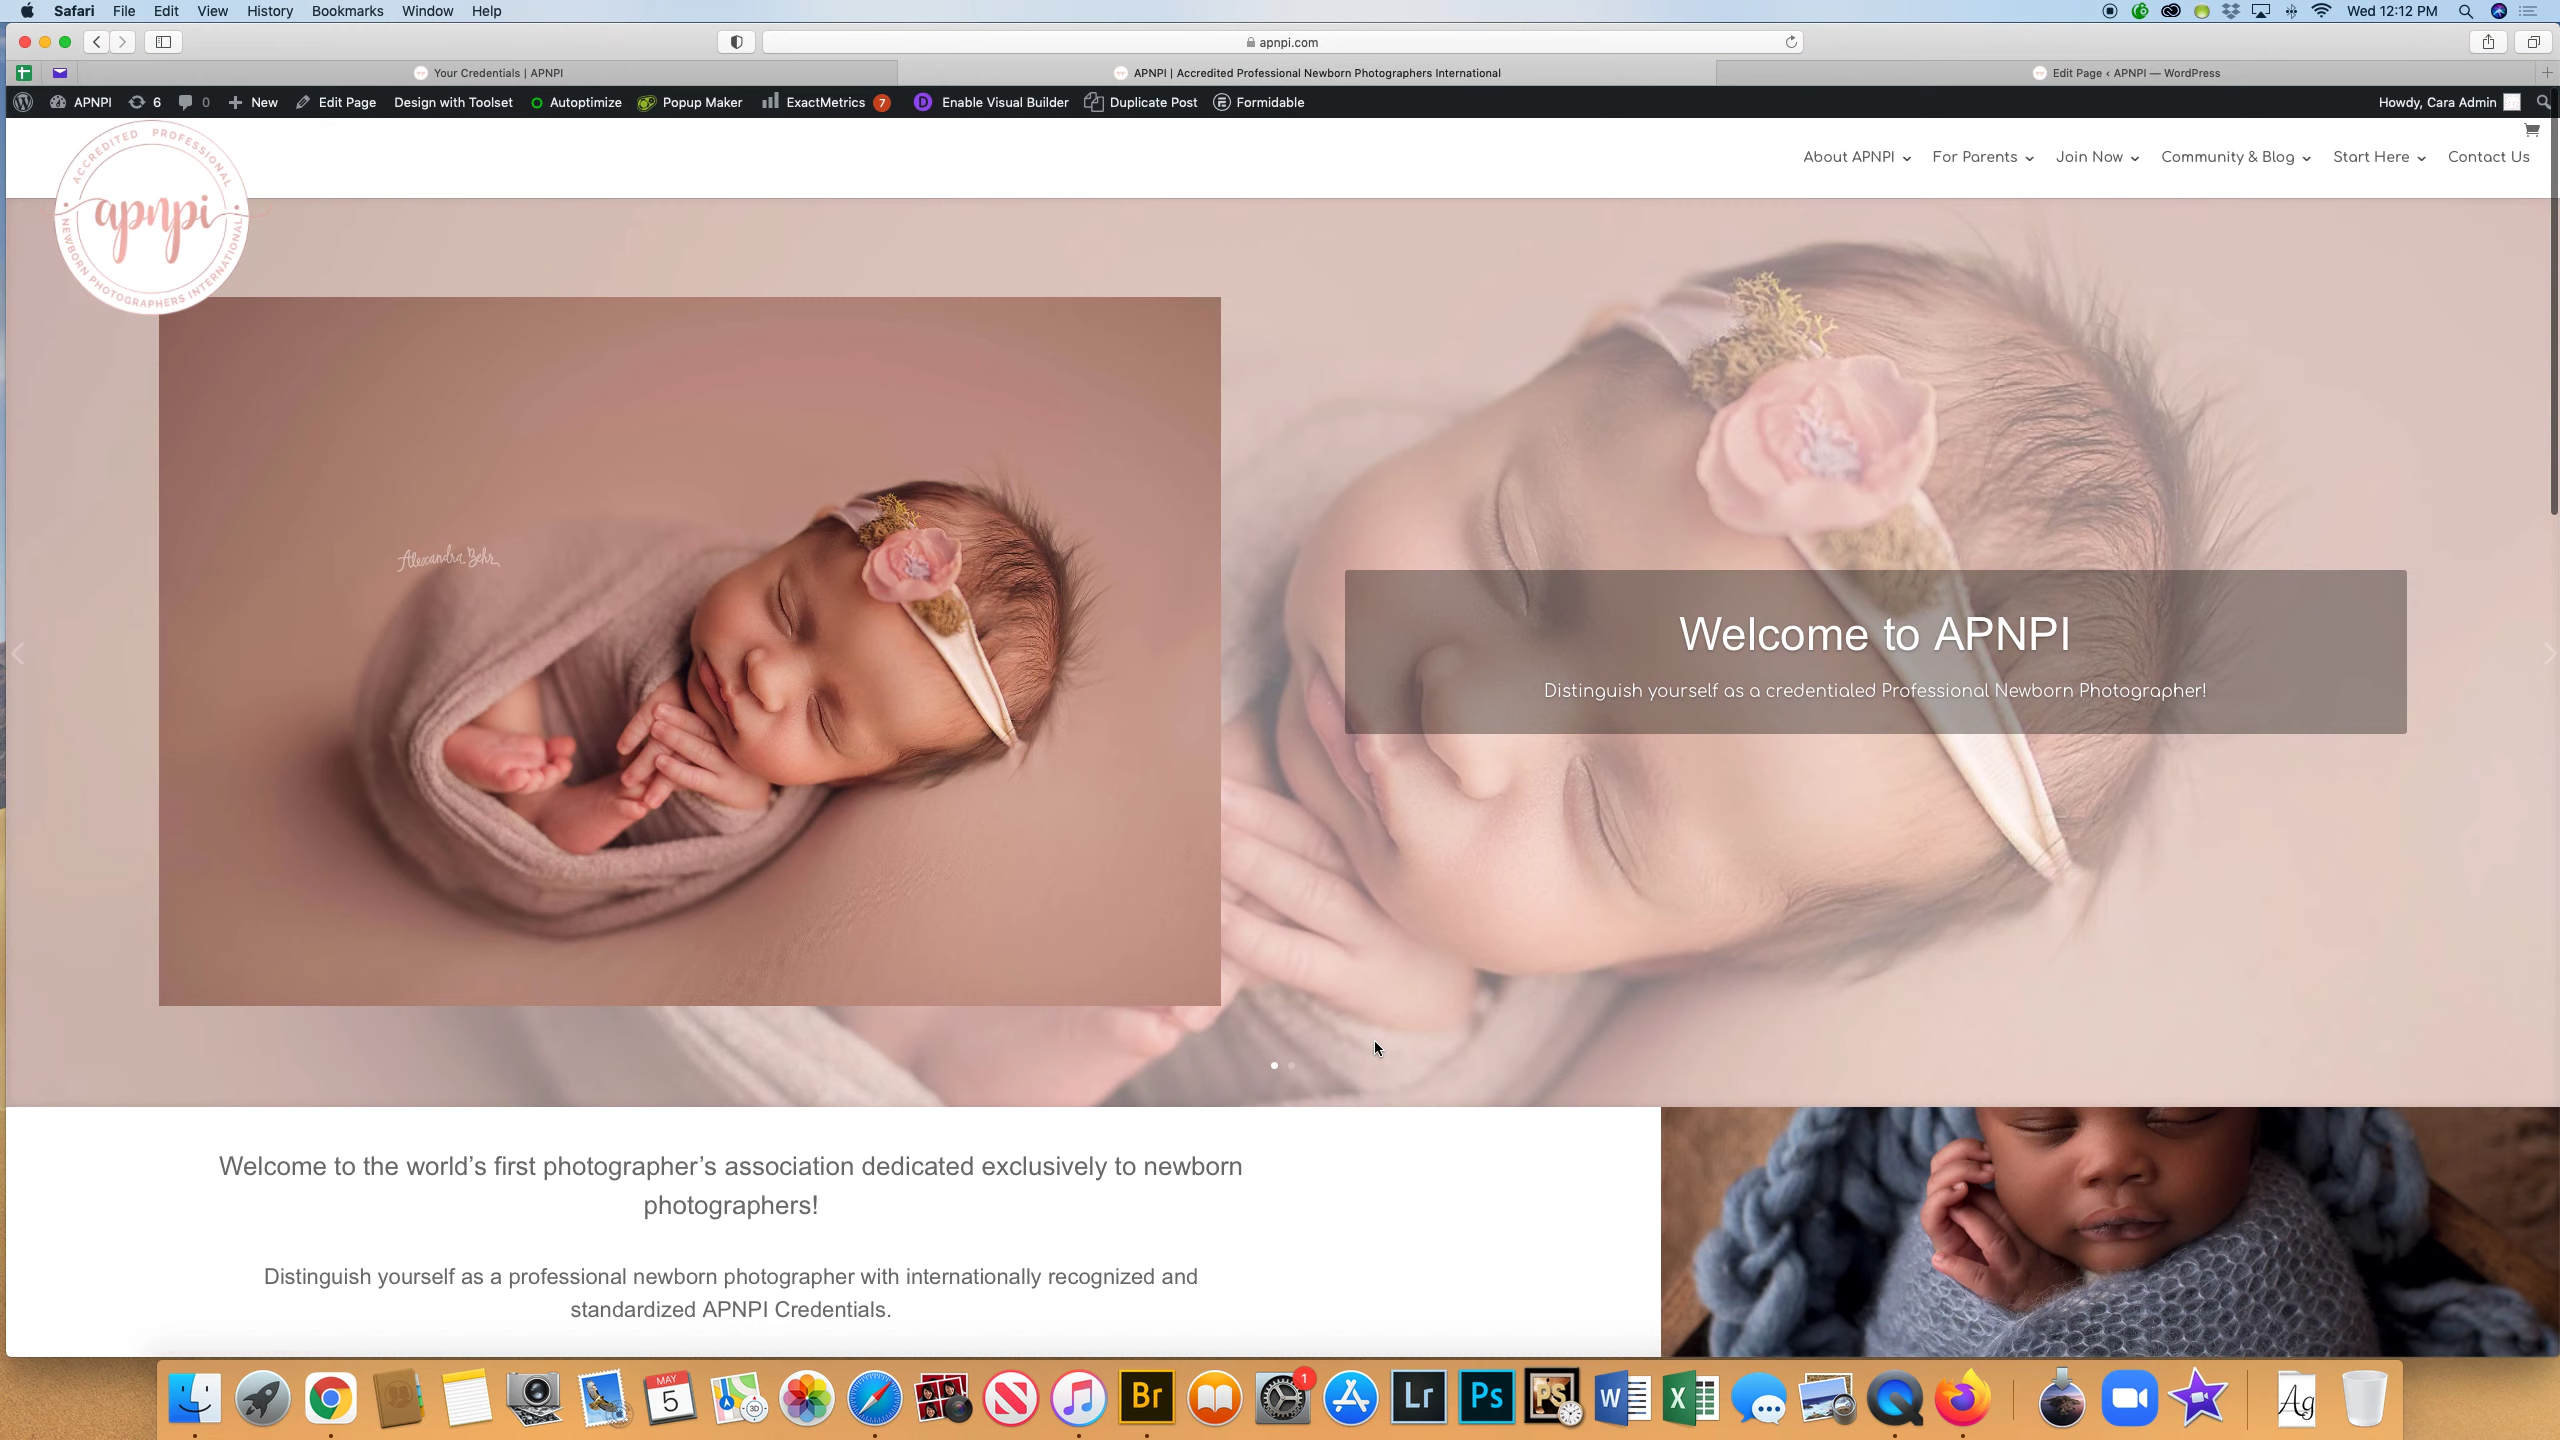 Safari File Edit View History Bookmarks Window Help Wed 12:12 PM
apnpi.com
Your Credentials | APNPI
APNPI | Accredited Professional Newborn Photographers International
Edit Page ‹ APNPI — WordPress
APNPI 6 0 New Edit Page Design with Toolset Autoptimize Popup Maker ExactMetrics 7 Enable Visual Builder Duplicate Post Formidable Howdy, Cara Admin
ACCREDITED PROFESSIONAL
apnpi
NEWBORN PHOTOGRAPHERS INTERNATIONAL
About APNPI For Parents Join Now Community & Blog Start Here Contact Us
Alexandra Behr
Welcome to APNPI
Distinguish yourself as a credentialed Professional Newborn Photographer!
Welcome to the world’s first photographer’s association dedicated exclusively to newborn
photographers!
Distinguish yourself as a professional newborn photographer with internationally recognized and
standardized APNPI Credentials.
MAY
5
3D
Br
1
Lr
Ps
PS
W
X
Ag